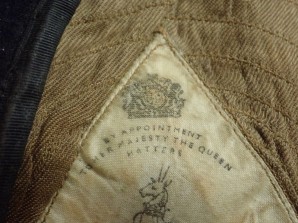 BY APPOINTMENT
TO HER MAJESTY THE QUEEN
HATTERS